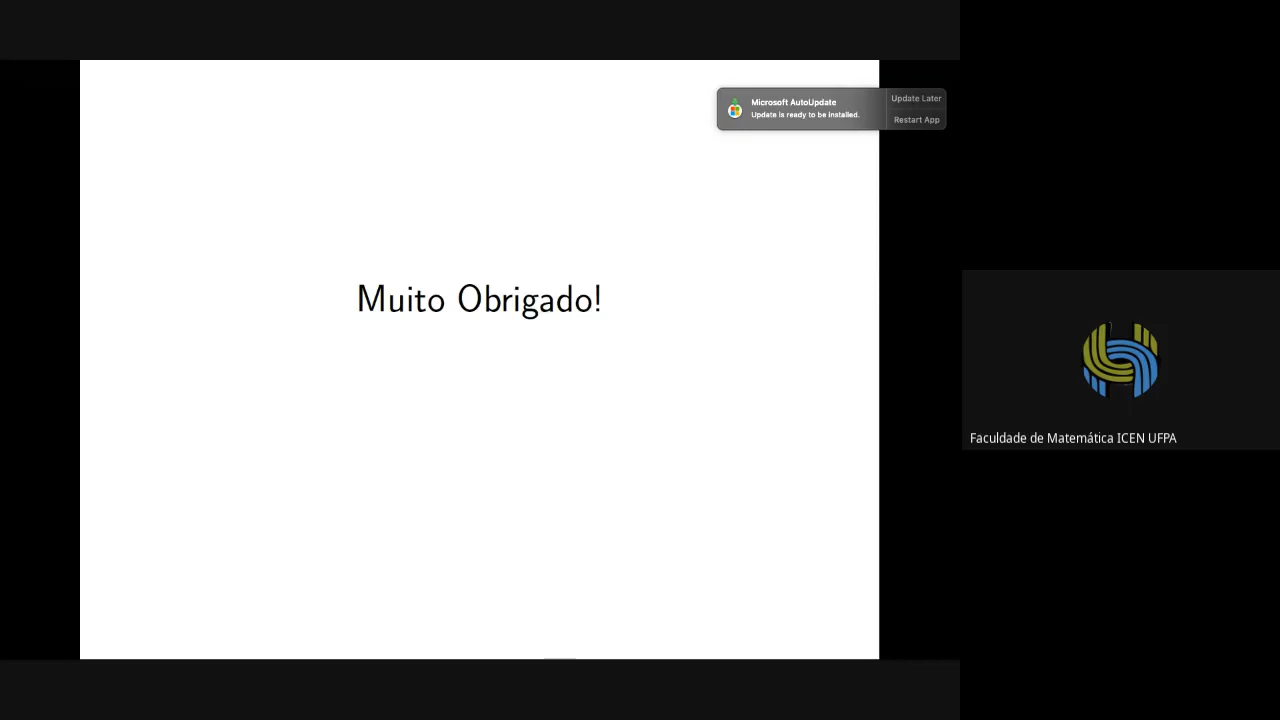 Microsoft AutoUpdate
Update is ready to be installed.
Update Later
Restart App
Muito Obrigado!
Faculdade de Matemática ICEN UFPA